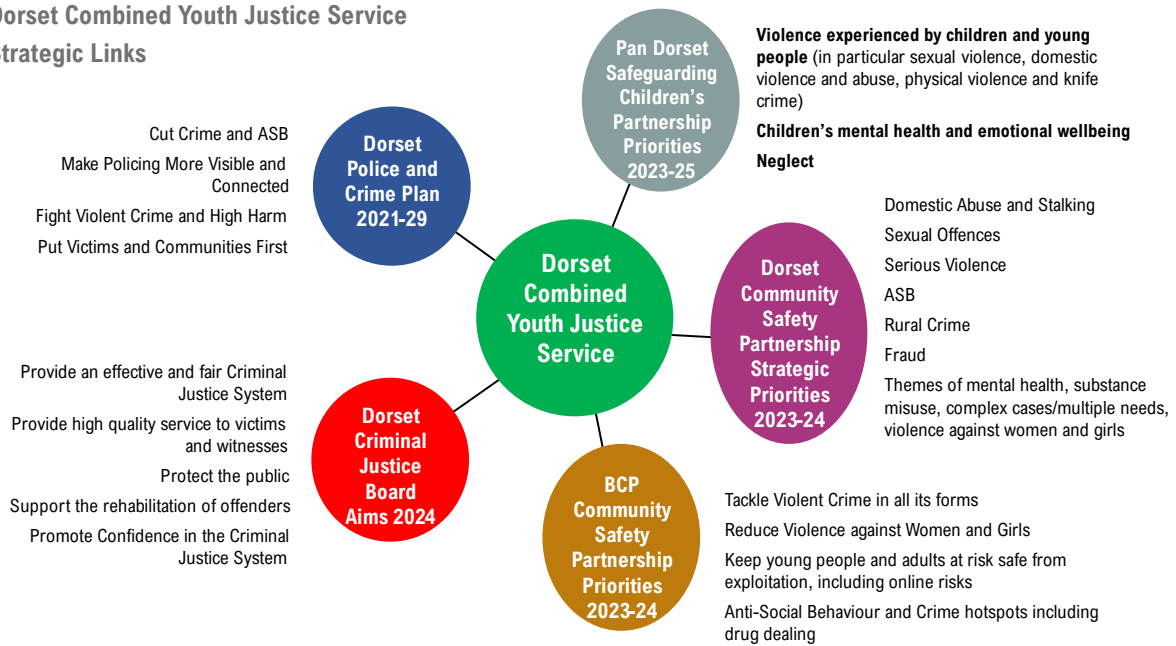 Dorset Combined Youth Justice Service
Strategic Links
Cut Crime and ASB
Make Policing More Visible and
Connected
Fight Violent Crime and High Harm
Put Victims and Communities First
Dorset
Police and
Crime Plan
2021-29
Pan Dorset
Safeguarding
Children's
Partnership
Priorities
2023-25
Violence experienced by children and young
people (in particular sexual violence, domestic
violence and abuse, physical violence and knife
crime)
Children's mental health and emotional wellbeing
Neglect
Dorset
Combined
Youth Justice
Service
Dorset
Community
Safety
Partnership
Strategic
Priorities
2023-24
Domestic Abuse and Stalking
Sexual Offences
Serious Violence
ASB
Rural Crime
Fraud
Themes of mental health, substance
misuse, complex cases/multiple needs,
violence against women and girls
Provide an effective and fair Criminal
Justice System
Provide high quality service to victims
and witnesses
Protect the public
Support the rehabilitation of offenders
Promote Confidence in the Criminal
Justice System
Dorset
Criminal
Justice
Board
Aims 2024
BCP
Community
Safety
Partnership
Priorities
2023-24
Tackle Violent Crime in all its forms
Reduce Violence against Women and Girls
Keep young people and adults at risk safe from
exploitation, including online risks
Anti-Social Behaviour and Crime hotspots including
drug dealing